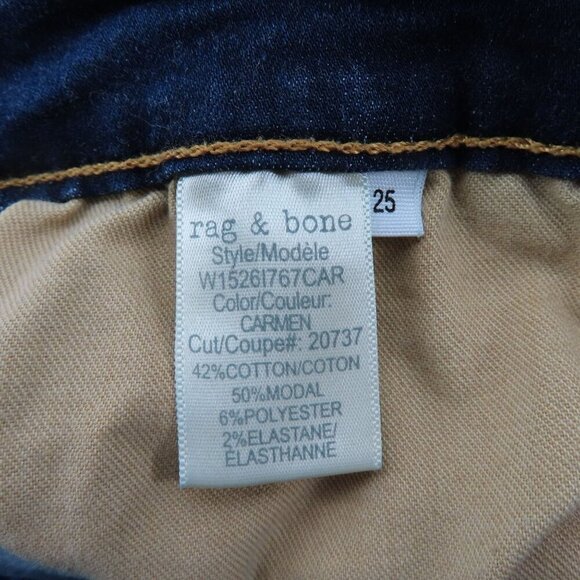 rag & bone
25
Style/Modèle
W1526I767CAR
Color/Couleur:
CARMEN
Cut/Coupe#: 20737
42%COTTON/COTON
50%MODAL
6%POLYESTER
2%ELASTANE/
ÉLASTHANNE